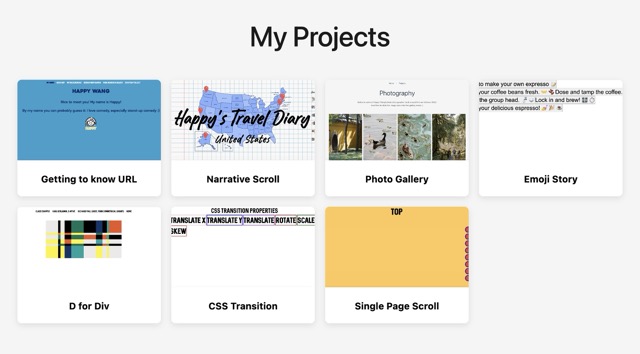 My Projects
HAPPY WANG
Nice to meet you! My name is Happy!
Getting to know URL
Happy's Travel Diary
United States
Narrative Scroll
Photography
Photo Gallery
to make your own expresso 📝
your coffee beans fresh. Dose and tamp the coffee.
the group head. Lock in and brew!
your delicious espresso!
Emoji Story
D for Div
CSS TRANSITION PROPERTIES
TRANSLATE X TRANSLATE Y TRANSLATE ROTATE SCALE
SKEW
CSS Transition
TOP
Single Page Scroll